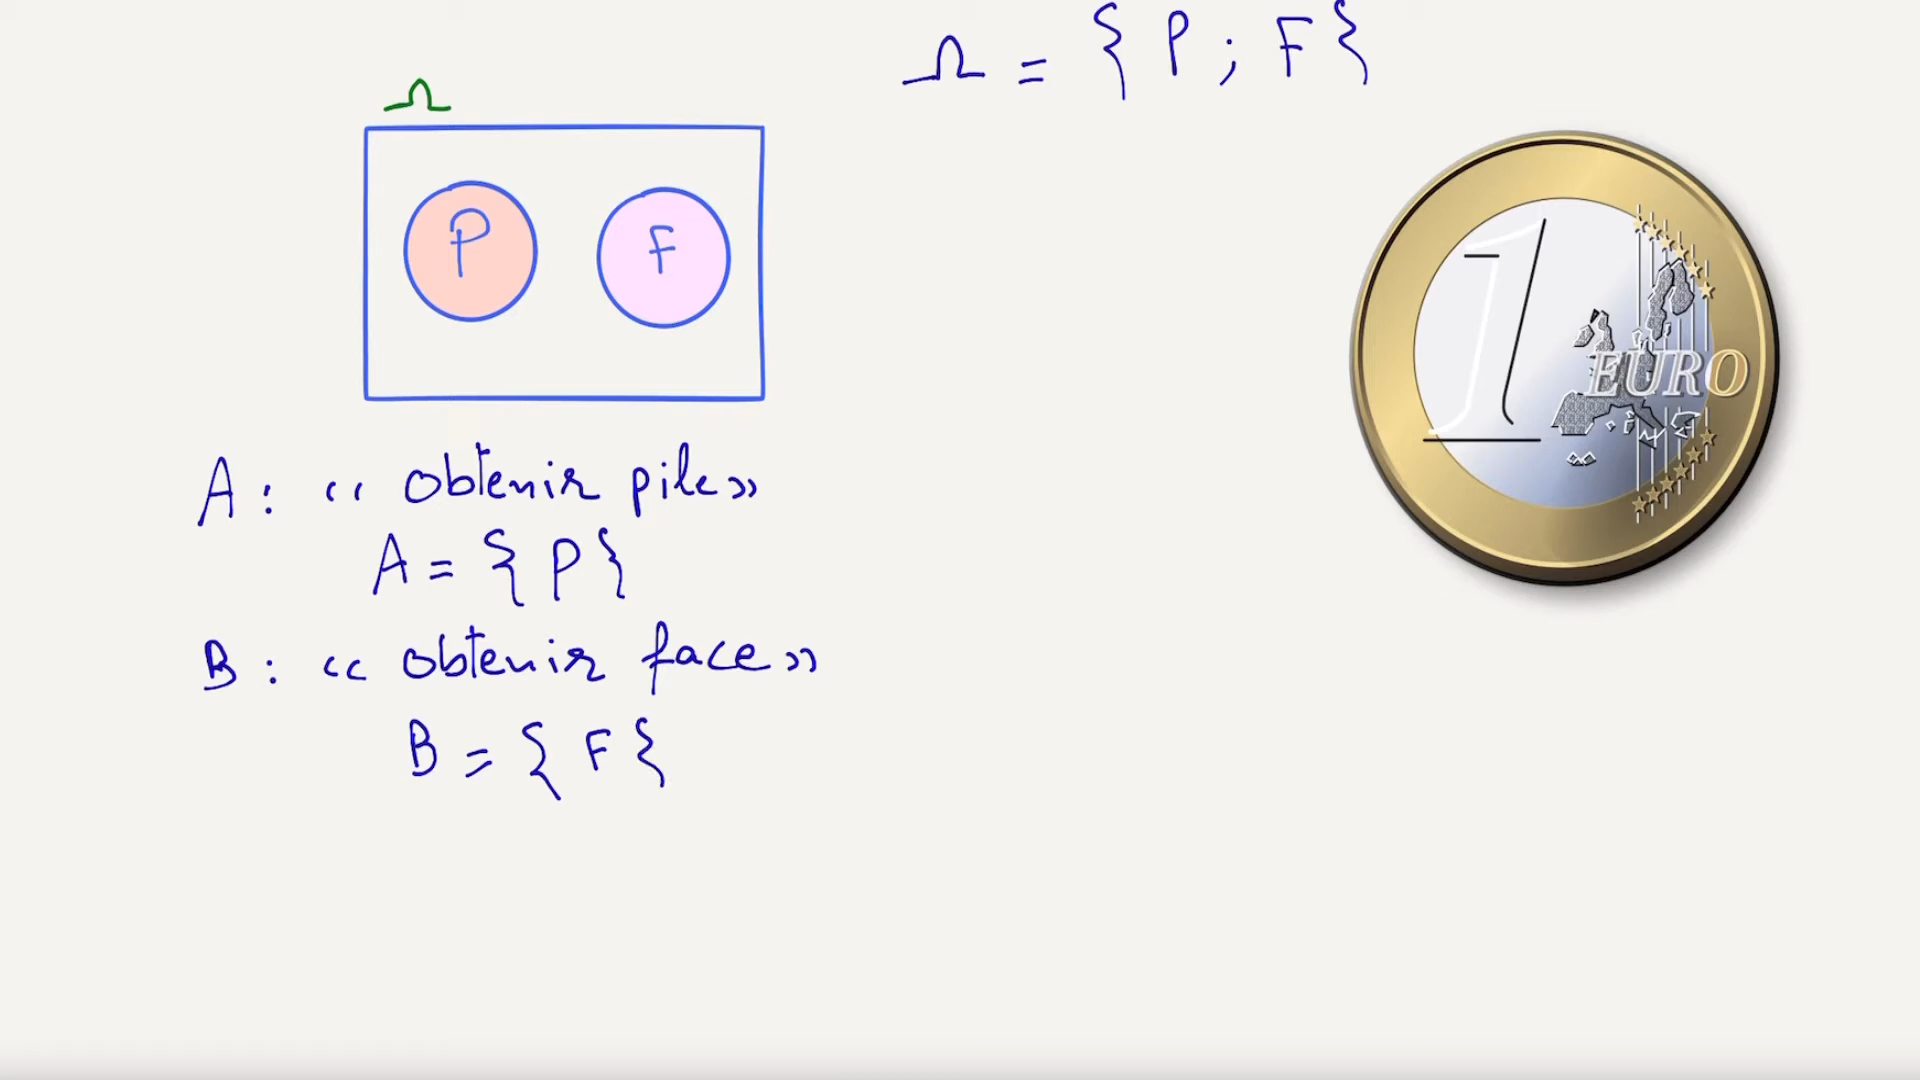 Ω = { P ; F }
Ω
P F
1 EURO
A : « obtenir pile »
A = { P }
B : « obtenir face »
B = { F }